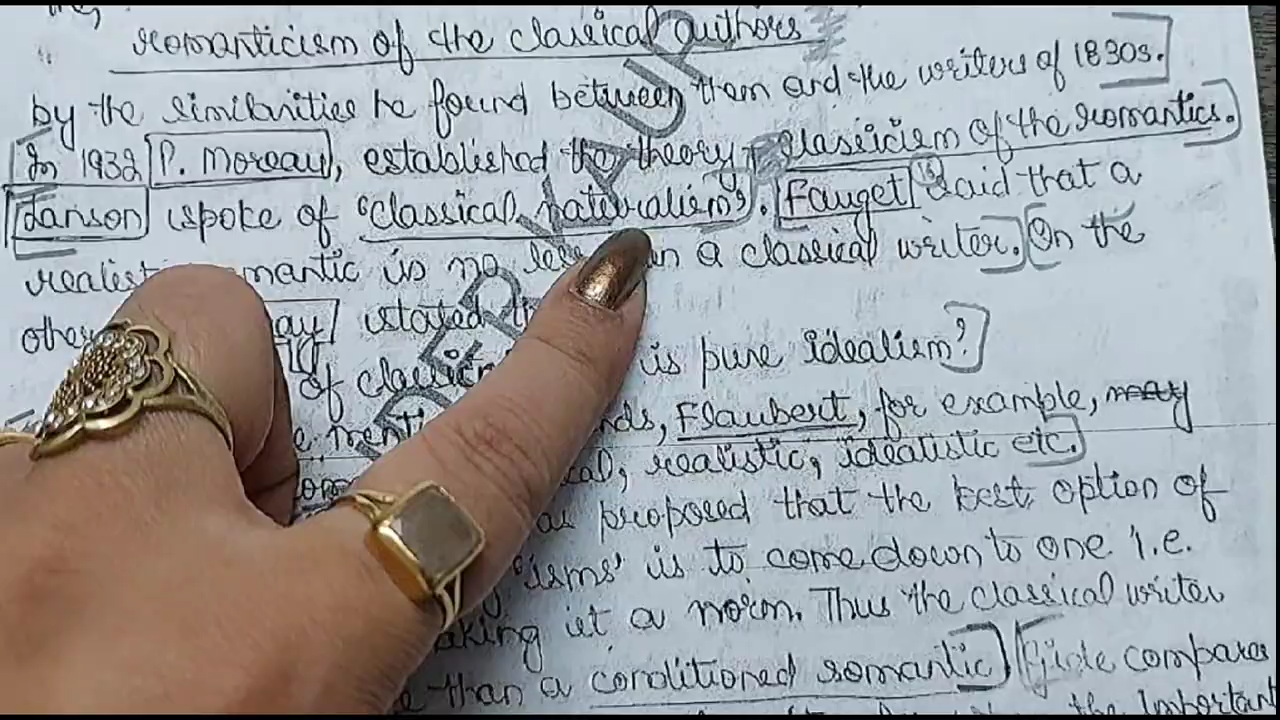 romanticism of the classical authors
by the similarities he found between them and the writers of 1830s.
In 1932 P. Moreau, established the theory classicism of the romantics.
Lanson spoke of 'classical naturalism'. Fauget said that a
realist romantic is no less than a classical writer. On the
other stated
of is pure idealism?
Flaubert, for example,
realistic, idealistic etc.
proposed that the best option of
'isms' is to come down to one i.e.
it a norm. Thus the classical writer
than a conditioned romantic Gide compares
the Important